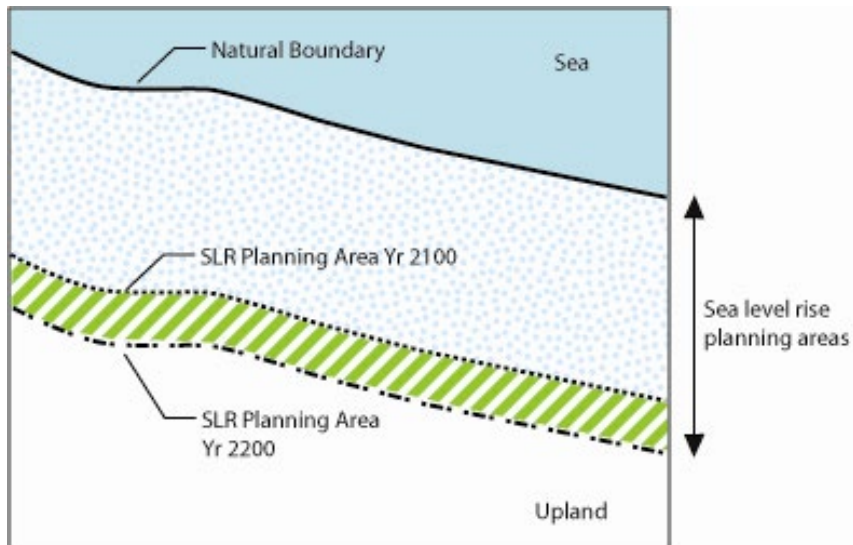 Natural Boundary
Sea
SLR Planning Area Yr 2100
Sea level rise
planning areas
SLR Planning Area
Yr 2200
Upland